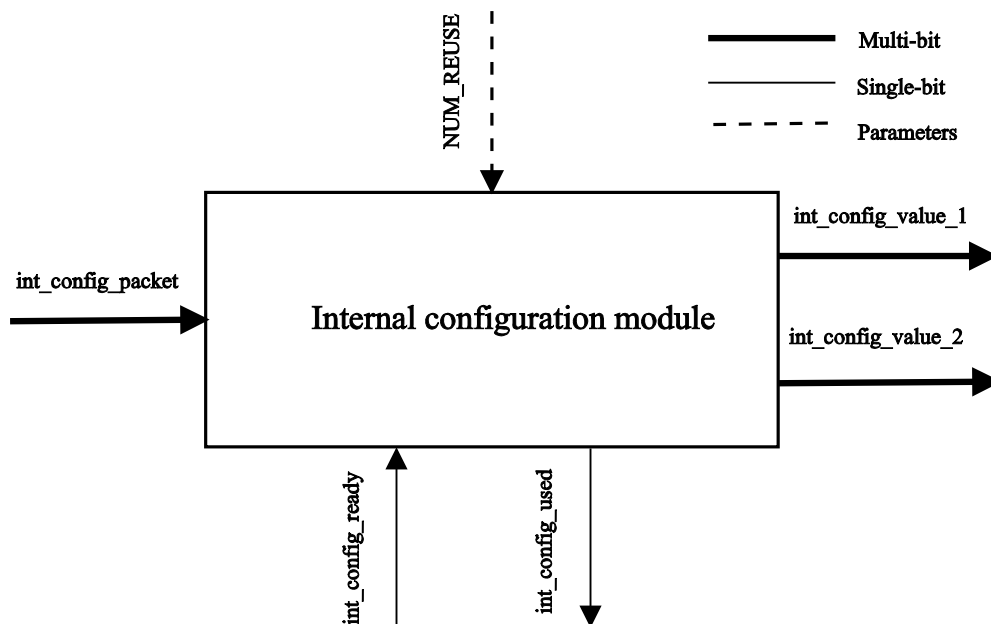 NUM_REUSE
Multi-bit
Single-bit
Parameters
int_config_value_1
int_config_packet
Internal configuration module
int_config_value_2
int_config_ready
int_config_used